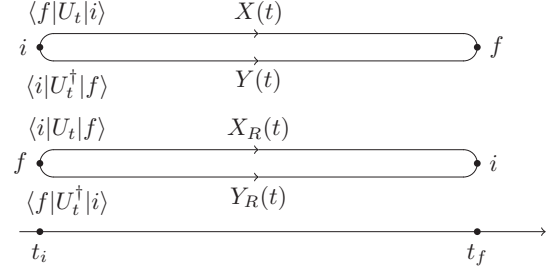 ⟨f|U_t|i⟩ X(t)
i f
⟨i|U_t^†|f⟩ Y(t)
⟨i|U_t|f⟩ X_R(t)
f i
⟨f|U_t^†|i⟩ Y_R(t)
t_i t_f